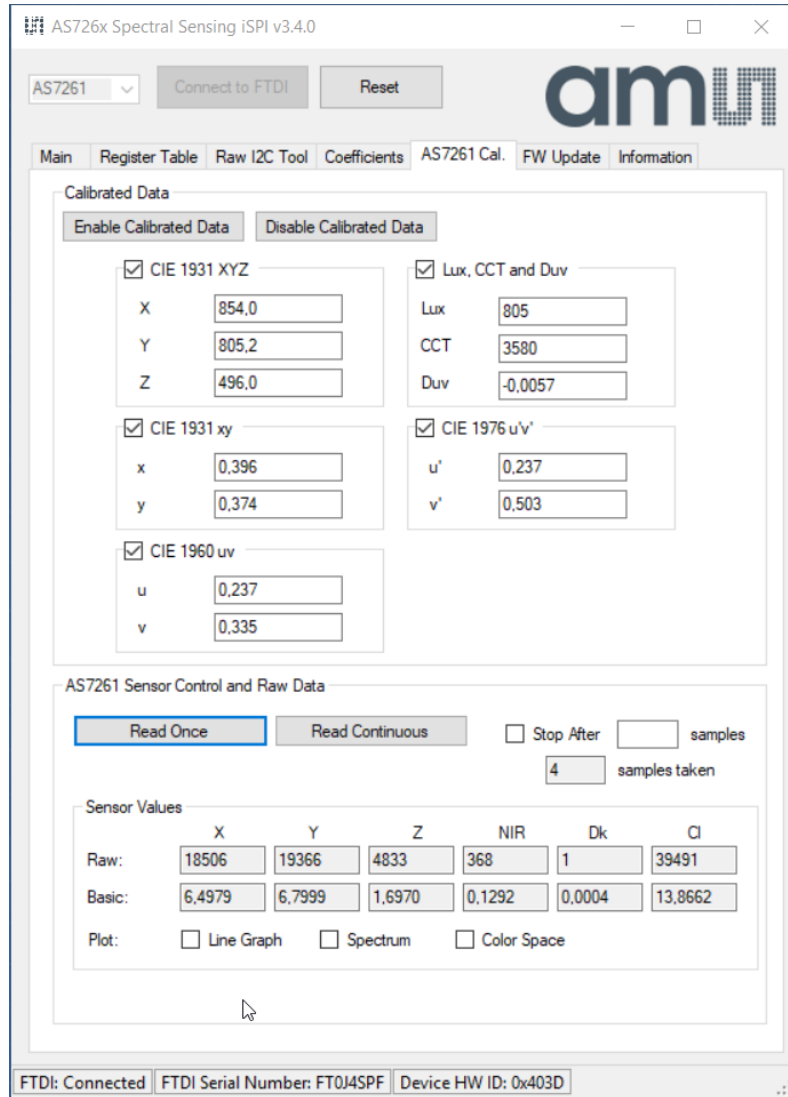 AS726x Spectral Sensing iSPI v3.4.0
AS7261 Connect to FTDI Reset
am
Main Register Table Raw I2C Tool Coefficients AS7261 Cal. FW Update Information
Calibrated Data
Enable Calibrated Data Disable Calibrated Data
CIE 1931 XYZ
X 854,0
Y 805,2
Z 496,0
Lux, CCT and Duv
Lux 805
CCT 3580
Duv -0,0057
CIE 1931 xy
x 0,396
y 0,374
CIE 1976 u'v'
u' 0,237
v' 0,503
CIE 1960 uv
u 0,237
v 0,335
AS7261 Sensor Control and Raw Data
Read Once Read Continuous Stop After samples
4 samples taken
Sensor Values
X Y Z NIR Dk Cl
Raw: 18506 19366 4833 368 1 39491
Basic: 6,4979 6,7999 1,6970 0,1292 0,0004 13,8662
Plot: Line Graph Spectrum Color Space
FTDI: Connected FTDI Serial Number: FT0J4SPF Device HW ID: 0x403D